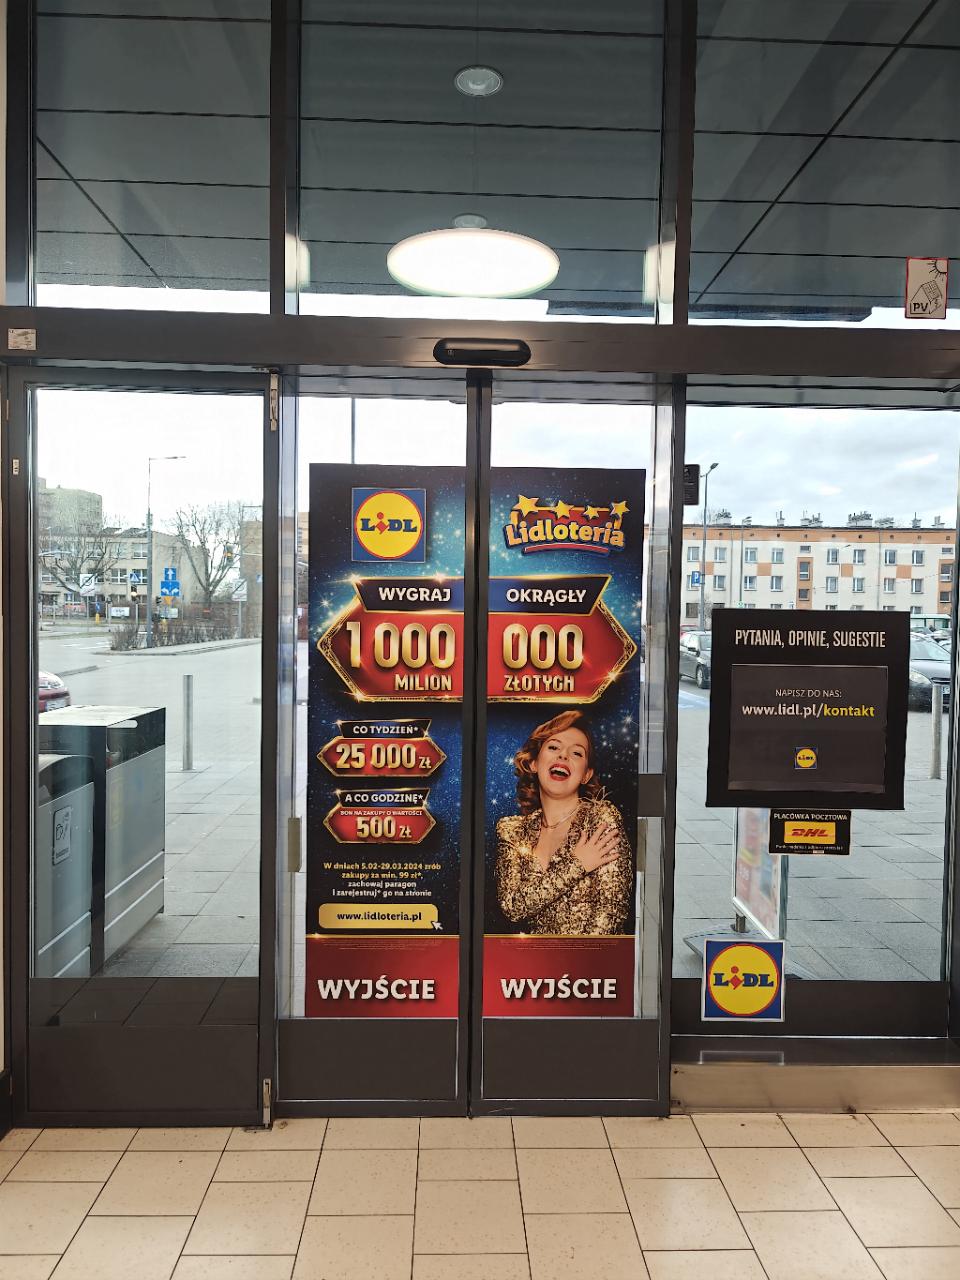 PV
LIDL
Lidloteria
WYGRAJ OKRĄGŁY
1 000 000
MILION ZŁOTYCH
CO TYDZIEŃ*
25 000 zł
A CO GODZINĘ*
BON NA ZAKUPY O WARTOŚCI
500 zł
W dniach 5.02-29.03.2024 zrób
zakupy za min. 99 zł*,
zachowaj paragon
i zarejestruj* go na stronie
www.lidloteria.pl
WYJŚCIE WYJŚCIE
PYTANIA, OPINIE, SUGESTIE
NAPISZ DO NAS:
www.lidl.pl/kontakt
LIDL
PLACÓWKA POCZTOWA
DHL
LIDL